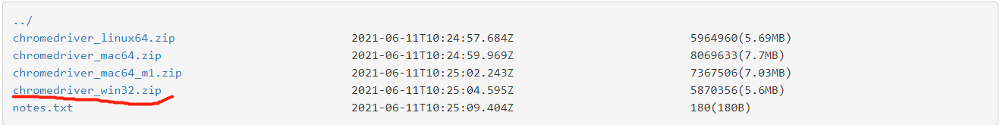 ../
chromedriver_linux64.zip 2021-06-11T10:24:57.684Z 5964960(5.69MB)
chromedriver_mac64.zip 2021-06-11T10:24:59.969Z 8069633(7.7MB)
chromedriver_mac64_m1.zip 2021-06-11T10:25:02.243Z 7367506(7.03MB)
chromedriver_win32.zip 2021-06-11T10:25:04.595Z 5870356(5.6MB)
notes.txt 2021-06-11T10:25:09.404Z 180(180B)